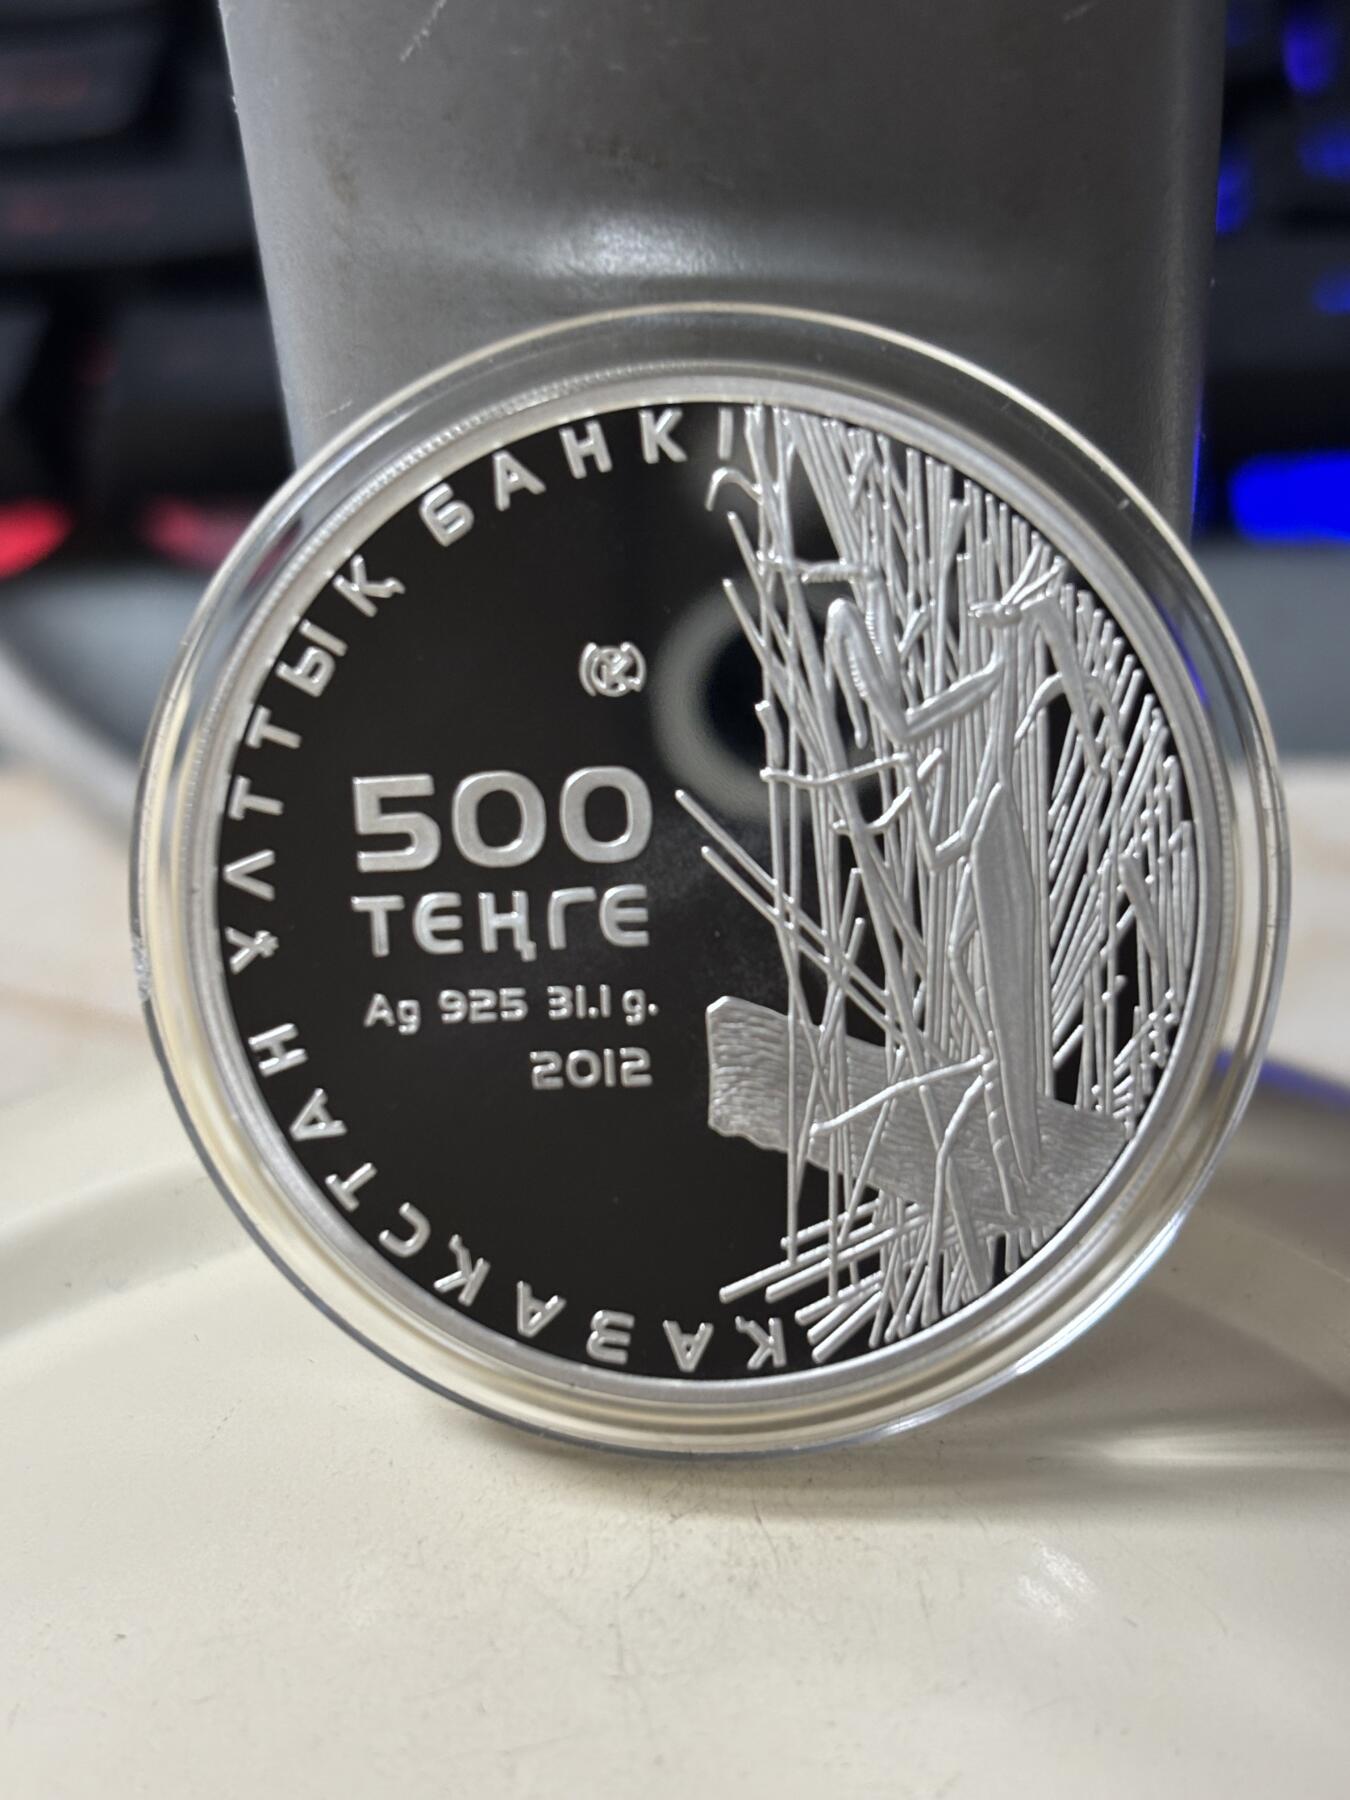 ҚАЗАҚСТАН ҰЛТТЫҚ БАНКІ
500
ТЕҢГЕ
Ag 925 31.1 g.
2012